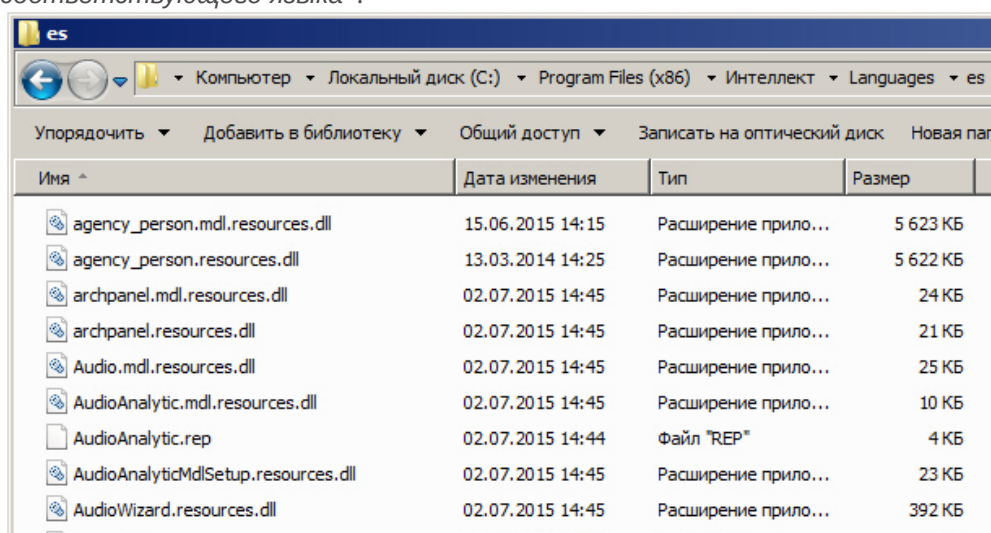 соответствующего языка".
es
Компьютер Локальный диск (C:) Program Files (x86) Интеллект Languages es
Упорядочить Добавить в библиотеку Общий доступ Записать на оптический диск Новая
Имя Дата изменения Тип Размер
agency_person.mdl.resources.dll 15.06.2015 14:15 Расширение прило... 5 623 КБ
agency_person.resources.dll 13.03.2014 14:25 Расширение прило... 5 622 КБ
archpanel.mdl.resources.dll 02.07.2015 14:45 Расширение прило... 24 КБ
archpanel.resources.dll 02.07.2015 14:45 Расширение прило... 21 КБ
Audio.mdl.resources.dll 02.07.2015 14:45 Расширение прило... 25 КБ
AudioAnalytic.mdl.resources.dll 02.07.2015 14:45 Расширение прило... 10 КБ
AudioAnalytic.rep 02.07.2015 14:44 Файл "REP" 4 КБ
AudioAnalyticMdlSetup.resources.dll 02.07.2015 14:45 Расширение прило... 23 КБ
AudioWizard.resources.dll 02.07.2015 14:45 Расширение прило... 392 КБ